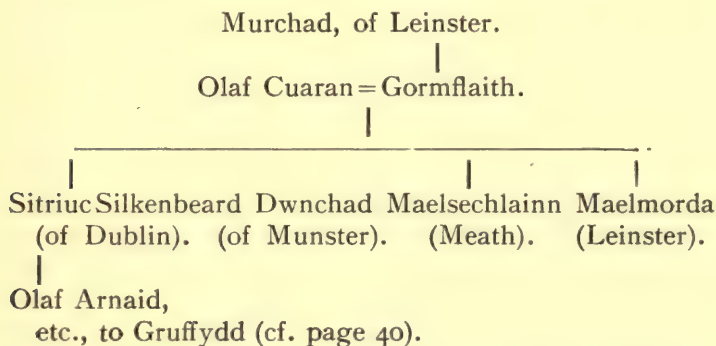 Murchad, of Leinster.
Olaf Cuaran = Gormflaith.
Sitriuc Silkenbeard Dwnchad Maelsechlainn Maelmorda
(of Dublin). (of Munster). (Meath). (Leinster).
Olaf Arnaid,
etc., to Gruffydd (cf. page 40).